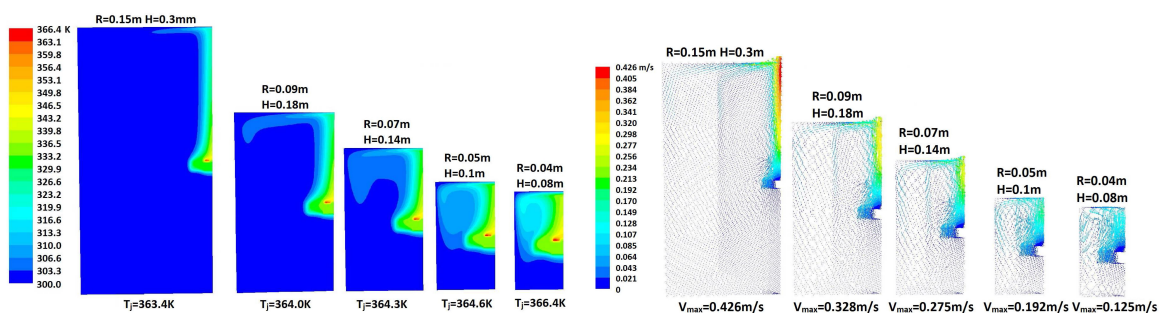 R=0.15m H=0.3mm
366.4 K
363.1
359.8
356.4
353.1
349.8
346.5
343.2
339.8
336.5
333.2
329.9
326.6
323.2
319.9
316.6
313.3
310.0
306.6
303.3
300.0
R=0.09m
H=0.18m
R=0.07m
H=0.14m
R=0.05m
H=0.1m
R=0.04m
H=0.08m
Tj=363.4K
Tj=364.0K
Tj=364.3K
Tj=364.6K
Tj=366.4K
R=0.15m H=0.3m
0.426 m/s
0.405
0.384
0.362
0.341
0.320
0.298
0.277
0.256
0.234
0.213
0.192
0.170
0.149
0.128
0.107
0.085
0.064
0.043
0.021
0
R=0.09m
H=0.18m
R=0.07m
H=0.14m
R=0.05m
H=0.1m
R=0.04m
H=0.08m
Vmax=0.426m/s
Vmax=0.328m/s
Vmax=0.275m/s
Vmax=0.192m/s
Vmax=0.125m/s